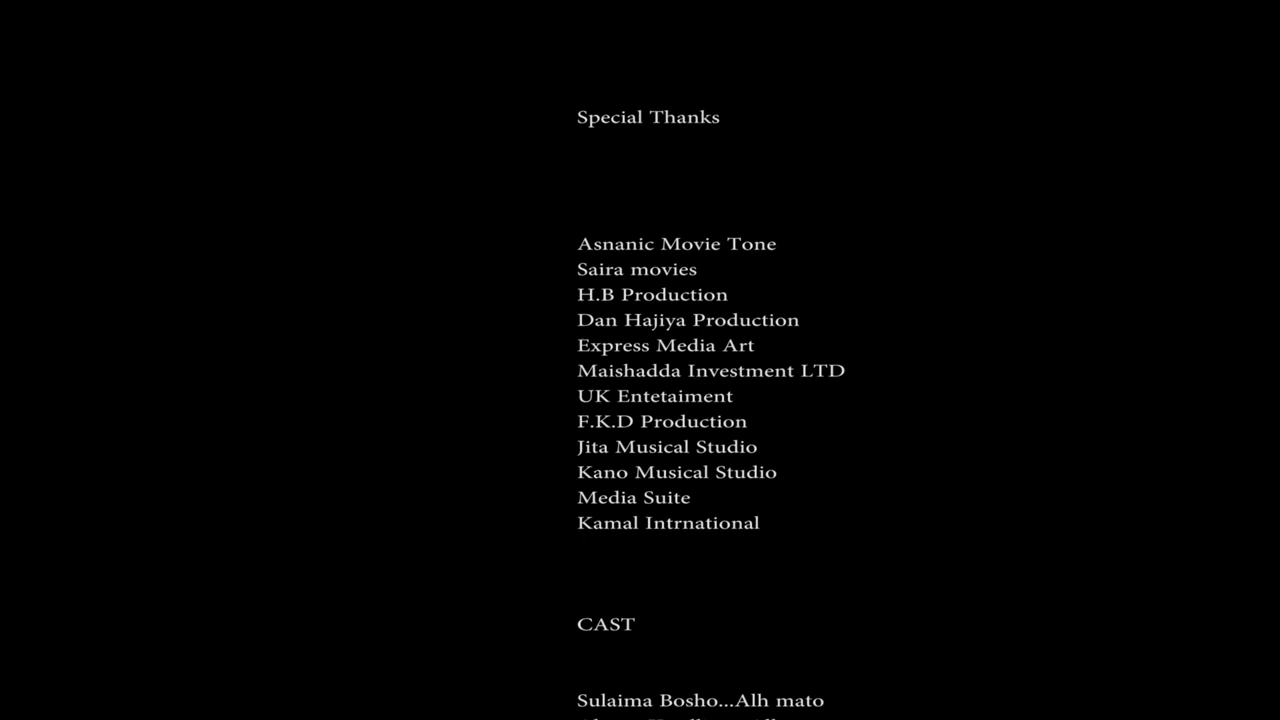 Special Thanks
Asnanic Movie Tone
Saira movies
H.B Production
Dan Hajiya Production
Express Media Art
Maishadda Investment LTD
UK Entetaiment
F.K.D Production
Jita Musical Studio
Kano Musical Studio
Media Suite
Kamal Intrnational
CAST
Sulaima Bosho...Alh mato